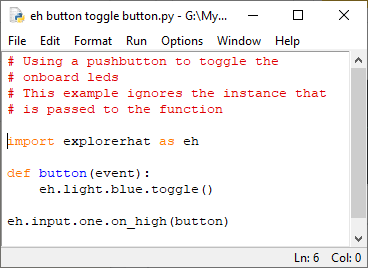 eh button toggle button.py - G:\My...
File Edit Format Run Options Window Help
# Using a pushbutton to toggle the
# onboard leds
# This example ignores the instance that
# is passed to the function
import explorerhat as eh
def button(event):
    eh.light.blue.toggle()
eh.input.one.on_high(button)
Ln: 6 Col: 0